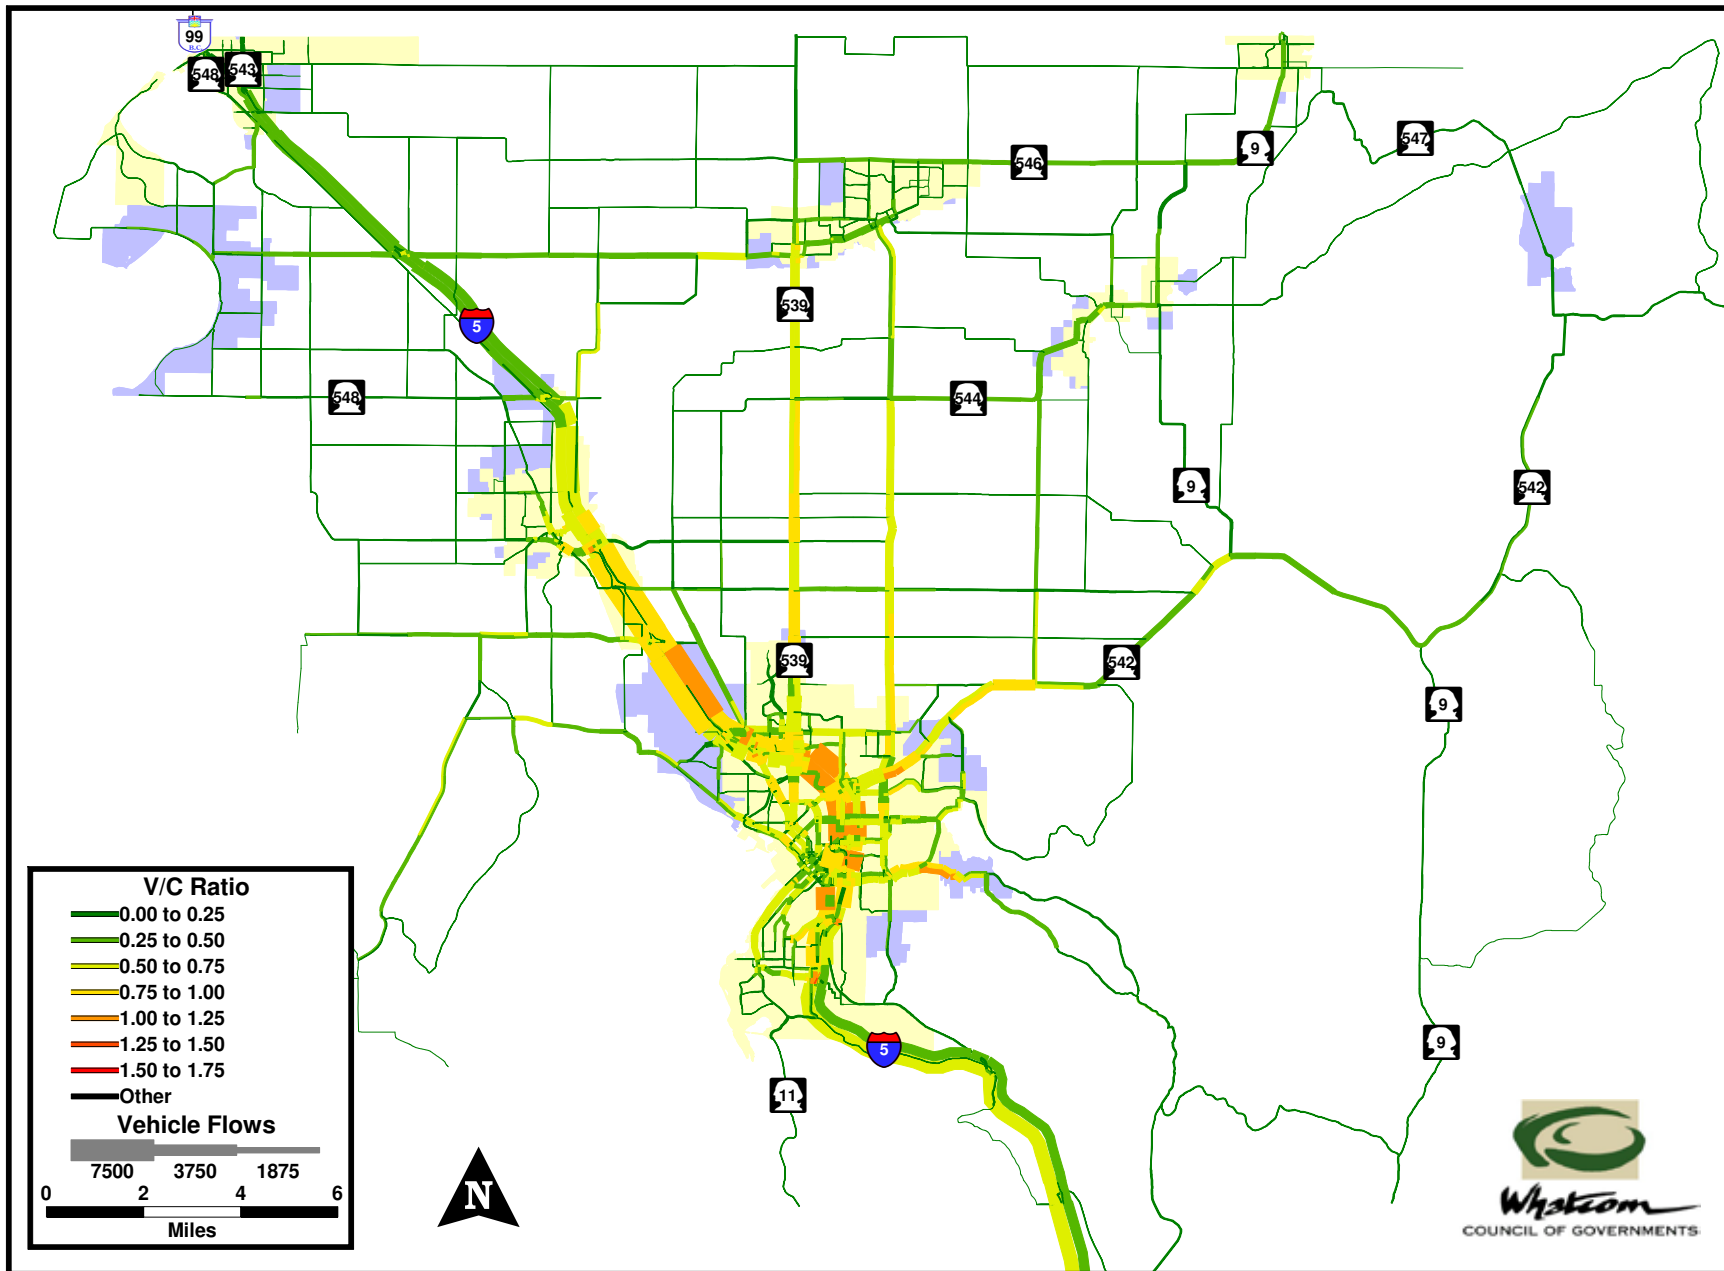 99
B.C.
548
543
547
9
546
539
5
548
544
9
542
539
542
9
V/C Ratio
0.00 to 0.25
0.25 to 0.50
0.50 to 0.75
0.75 to 1.00
1.00 to 1.25
1.25 to 1.50
1.50 to 1.75
Other
Vehicle Flows
7500 3750 1875
0 2 4 6
Miles
N
5
11
9
Whatcom
COUNCIL OF GOVERNMENTS